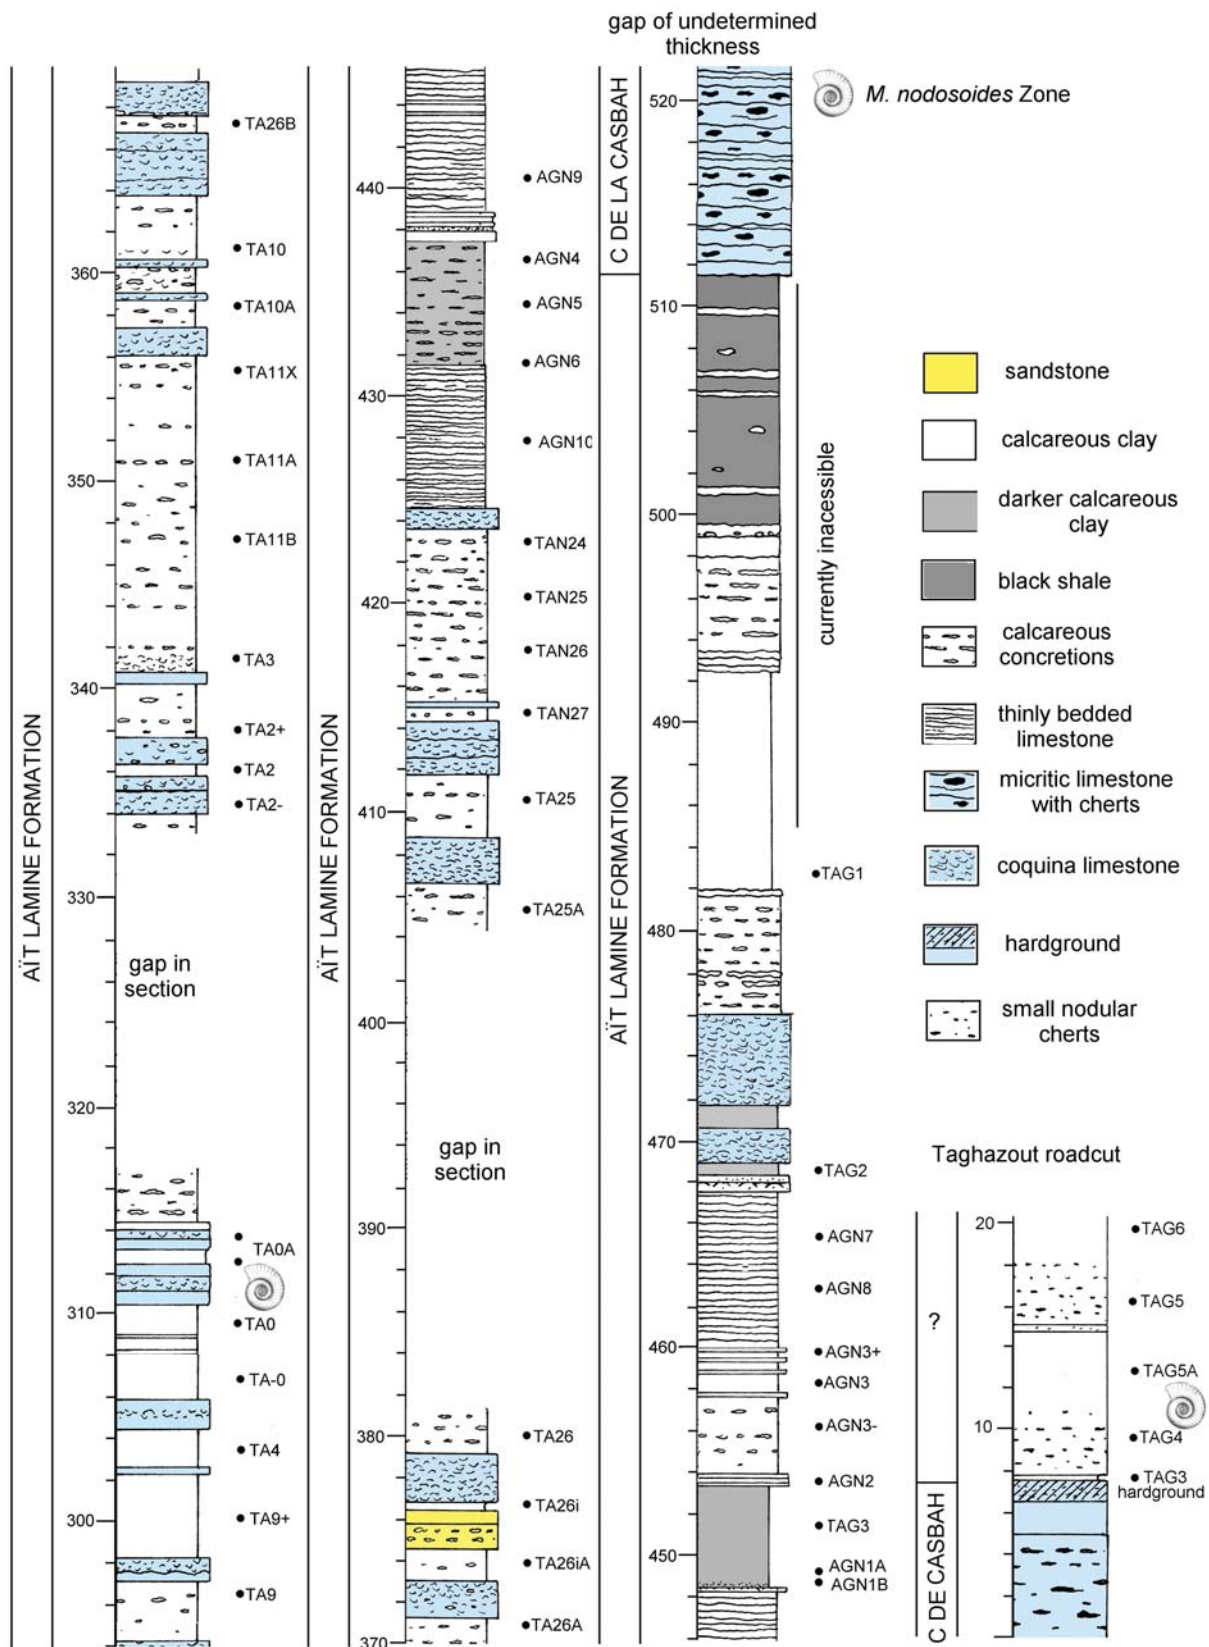 gap of undetermined
thickness
M. nodosoides Zone
AÏT LAMINE FORMATION
TA26B
TA10
360
TA10A
TA11X
TA11A
350
TA11B
TA3
340
TA2+
TA2
TA2-
330
gap in
section
320
TA0A
310
TA0
TA-0
TA4
300
TA9+
TA9
AÏT LAMINE FORMATION
AGN9
440
AGN4
AGN5
AGN6
430
AGN10
TAN24
420
TAN25
TAN26
TAN27
TA25
410
TA25A
400
gap in
section
390
380
TA26
TA26i
TA26iA
TA26A
370
C DE LA CASBAH
AÏT LAMINE FORMATION
520
510
500
currently inacessible
490
TAG1
480
470
TAG2
AGN7
AGN8
460
AGN3+
AGN3
AGN3-
AGN2
TAG3
450
AGN1A
AGN1B
sandstone
calcareous clay
darker calcareous
clay
black shale
calcareous
concretions
thinly bedded
limestone
micritic limestone
with cherts
coquina limestone
hardground
small nodular
cherts
Taghazout roadcut
?
C DE CASBAH
20
TAG6
TAG5
TAG5A
10
TAG4
TAG3
hardground